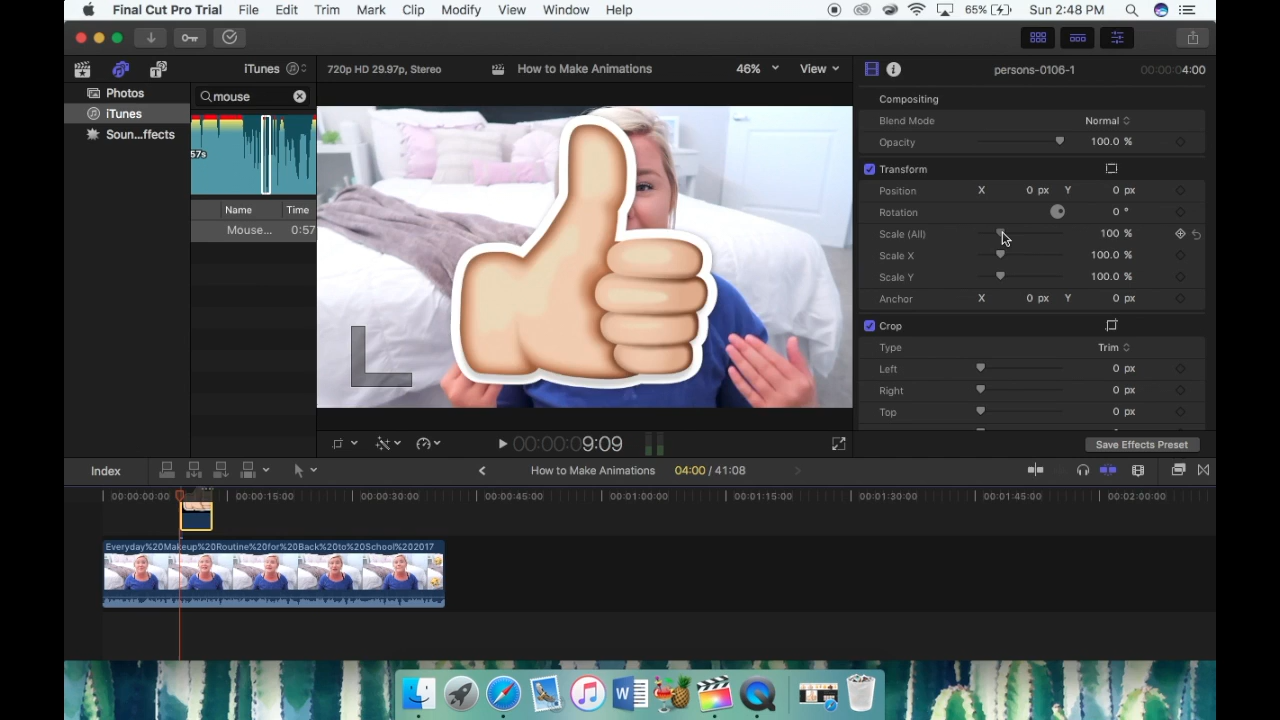 Final Cut Pro Trial File Edit Trim Mark Clip Modify View Window Help 65% Sun 2:48 PM
iTunes 720p HD 29.97p, Stereo How to Make Animations 46% View persons-0106-1 00:00:04:00
Photos
iTunes
Soun...ffects
mouse
57s
Name Time
Mouse... 0:57
Compositing
Blend Mode Normal
Opacity 100.0 %
Transform
Position X 0 px Y 0 px
Rotation 0 °
Scale (All) 100 %
Scale X 100.0 %
Scale Y 100.0 %
Anchor X 0 px Y 0 px
Crop
Type Trim
Left 0 px
Right 0 px
Top 0 px
00:00:09:09
Save Effects Preset
Index How to Make Animations 04:00 / 41:08
00:00:00:00 00:00:15:00 00:00:30:00 00:00:45:00 00:01:00:00 00:01:15:00 00:01:30:00 00:01:45:00 00:02:00:00
Everyday%20Makeup%20Routine%20for%20Back%20to%20School%202017
W